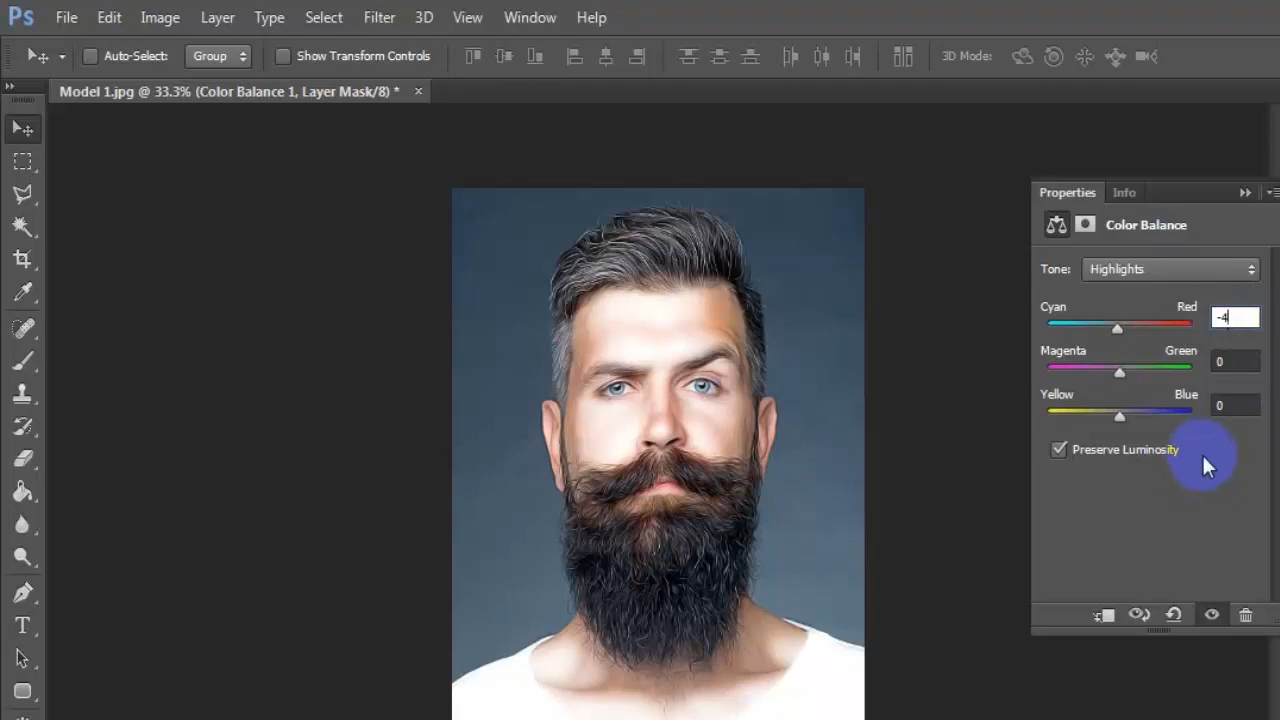 Ps File Edit Image Layer Type Select Filter 3D View Window Help
Auto-Select: Group Show Transform Controls 3D Mode:
Model 1.jpg @ 33.3% (Color Balance 1, Layer Mask/8) * ×
Properties Info
Color Balance
Tone: Highlights
Cyan Red -4
Magenta Green 0
Yellow Blue 0
Preserve Luminosity
T